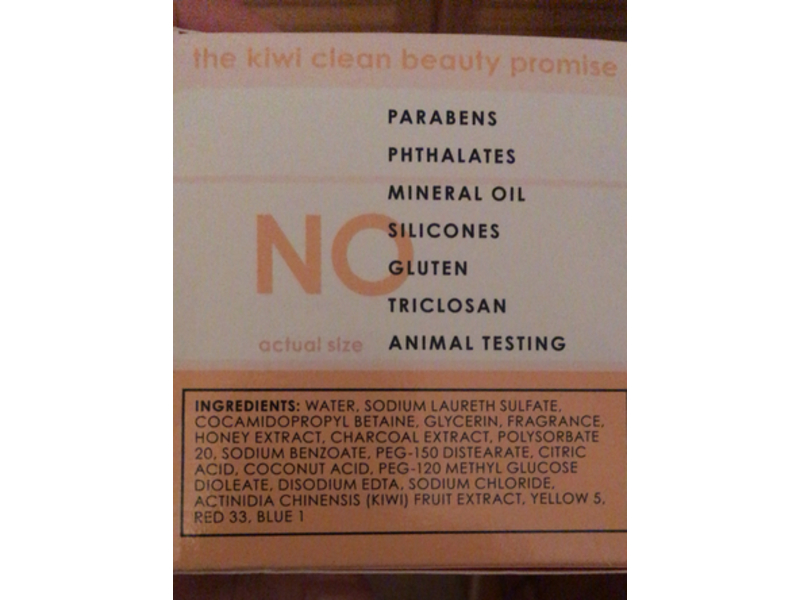 the kiwi clean beauty promise
PARABENS
PHTHALATES
MINERAL OIL
NO
SILICONES
GLUTEN
TRICLOSAN
actual size
ANIMAL TESTING
INGREDIENTS: WATER, SODIUM LAURETH SULFATE,
COCAMIDOPROPYL BETAINE, GLYCERIN, FRAGRANCE,
HONEY EXTRACT, CHARCOAL EXTRACT, POLYSORBATE
20, SODIUM BENZOATE, PEG-150 DISTEARATE, CITRIC
ACID, COCONUT ACID, PEG-120 METHYL GLUCOSE
DIOLEATE, DISODIUM EDTA, SODIUM CHLORIDE,
ACTINIDIA CHINENSIS (KIWI) FRUIT EXTRACT, YELLOW 5,
RED 33, BLUE 1